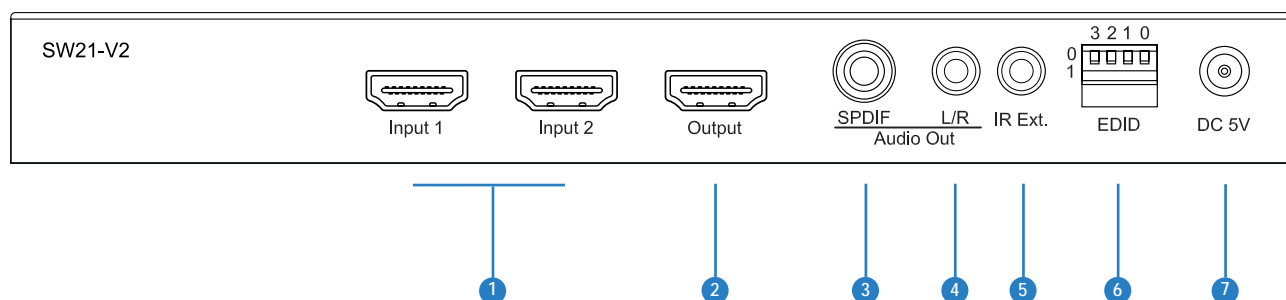 SW21-V2
3 2 1 0
0
1
Input 1 Input 2 Output SPDIF L/R IR Ext. EDID DC 5V
Audio Out
1 2 3 4 5 6 7